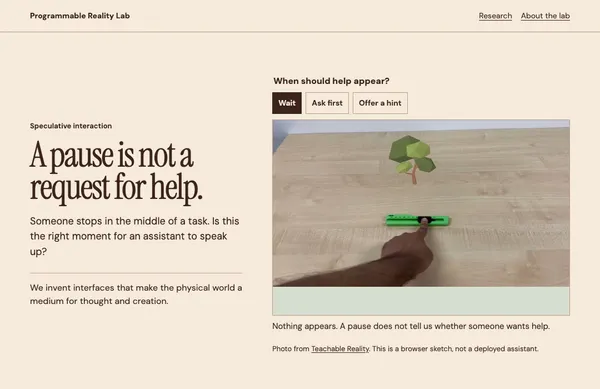 Programmable Reality Lab
Research
About the lab
Speculative interaction
A pause is not a
request for help.
Someone stops in the middle of a task. Is this
the right moment for an assistant to speak
up?
We invent interfaces that make the physical world a
medium for thought and creation.
When should help appear?
Wait
Ask first
Offer a hint
Nothing appears. A pause does not tell us whether someone wants help.
Photo from Teachable Reality. This is a browser sketch, not a deployed assistant.